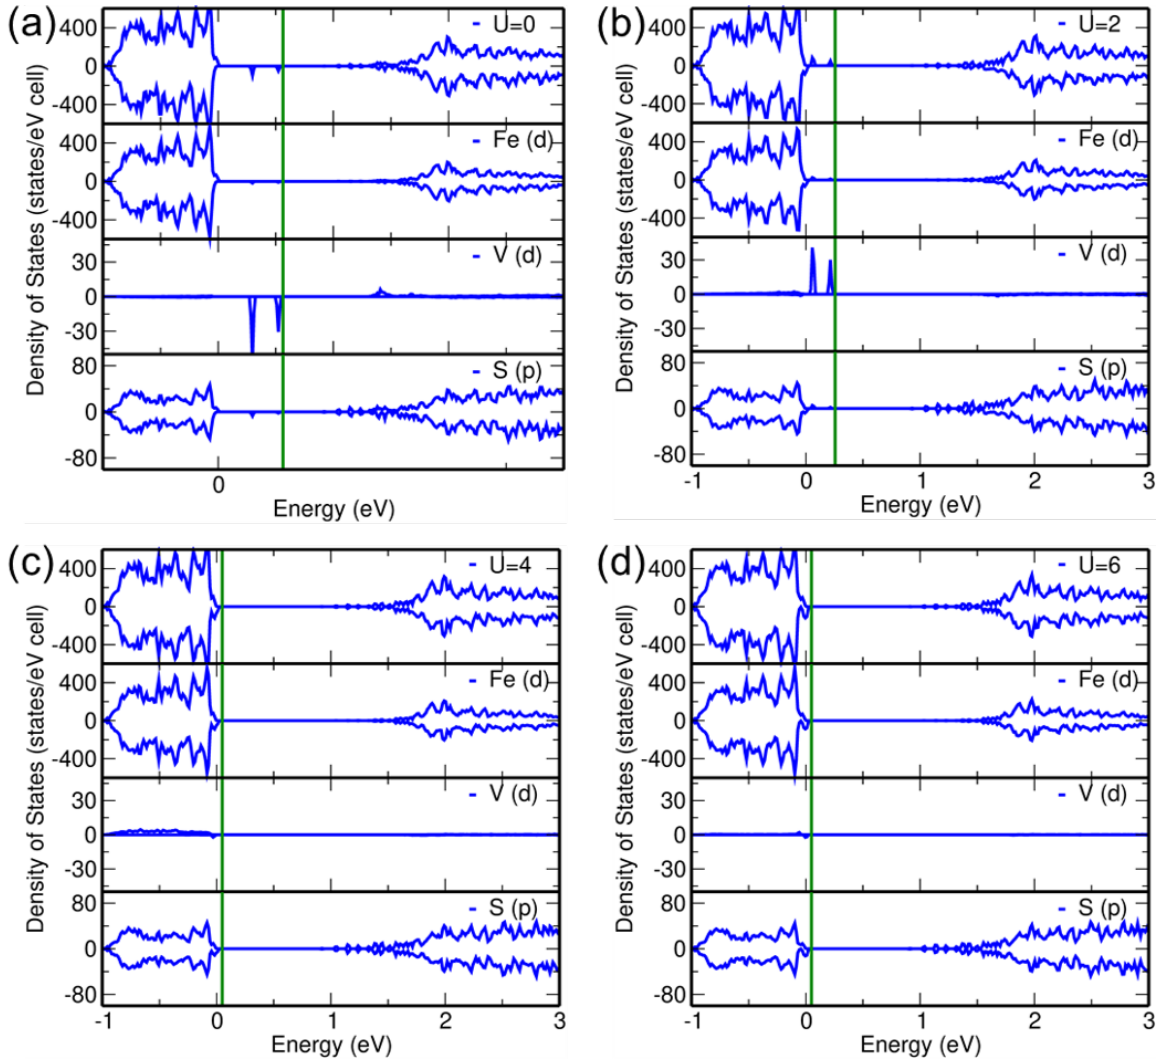 (a)
Density of States (states/eV cell)
400
0
-400
U=0
400
0
-400
Fe (d)
30
0
-30
V (d)
80
0
-80
S (p)
0
Energy (eV)
(b)
Density of States (states/eV cell)
400
0
-400
U=2
400
0
-400
Fe (d)
30
0
-30
V (d)
80
0
-80
S (p)
-1 0 1 2 3
Energy (eV)
(c)
Density of States (states/eV cell)
400
0
-400
U=4
400
0
-400
Fe (d)
30
0
-30
V (d)
80
0
-80
S (p)
-1 0 1 2 3
Energy (eV)
(d)
Density of States (states/eV cell)
400
0
-400
U=6
400
0
-400
Fe (d)
30
0
-30
V (d)
80
0
-80
S (p)
-1 0 1 2 3
Energy (eV)